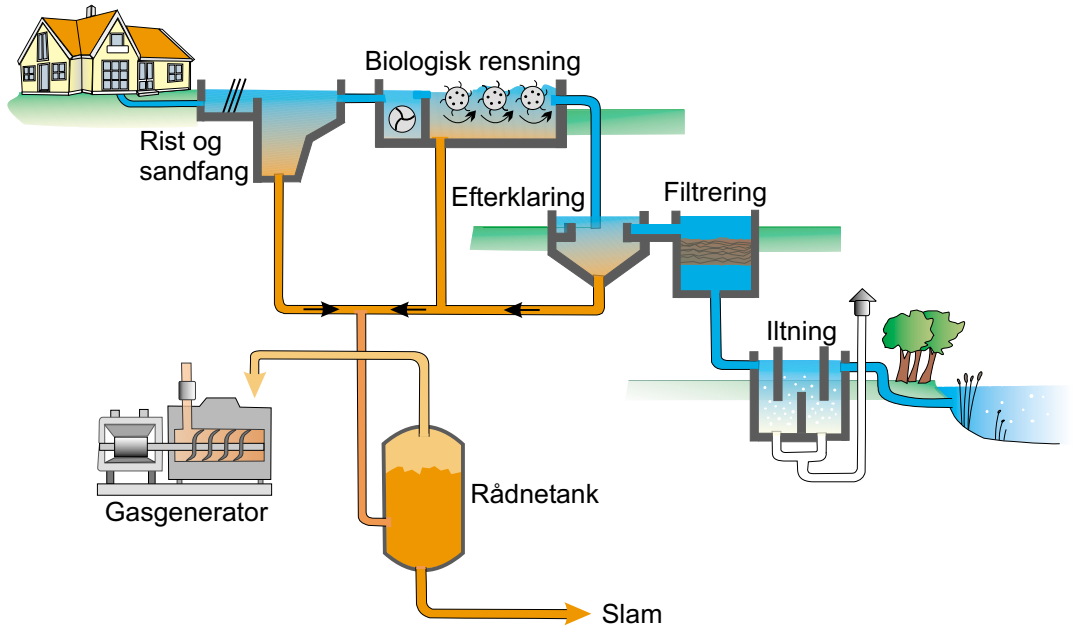 Biologisk rensning
Rist og
sandfang
Efterklaring
Filtrering
Iltning
Rådnetank
Gasgenerator
Slam